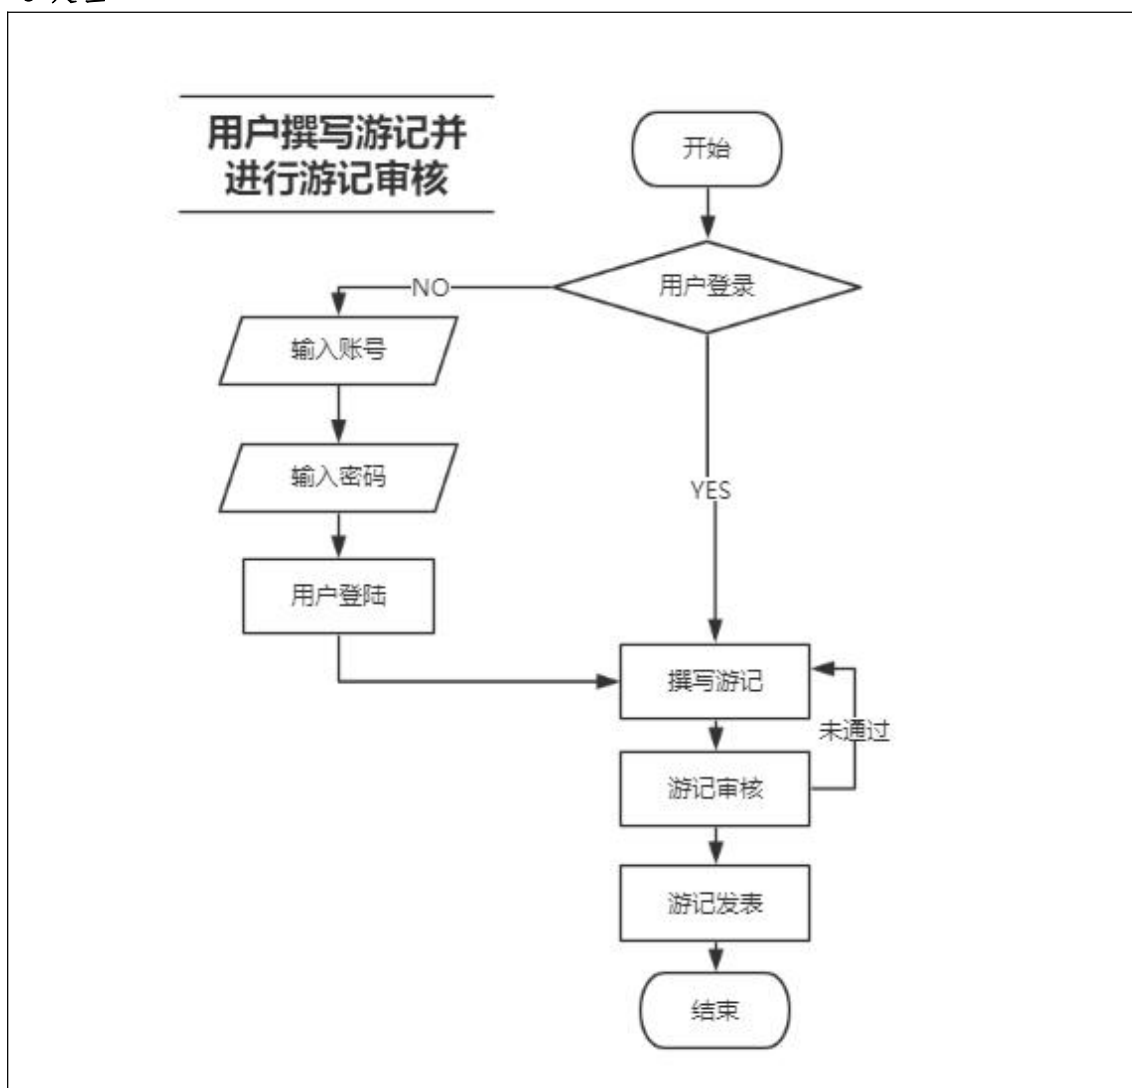 用户撰写游记并
进行游记审核
开始
用户登录
NO
输入账号
输入密码
YES
用户登陆
撰写游记
未通过
游记审核
游记发表
结束